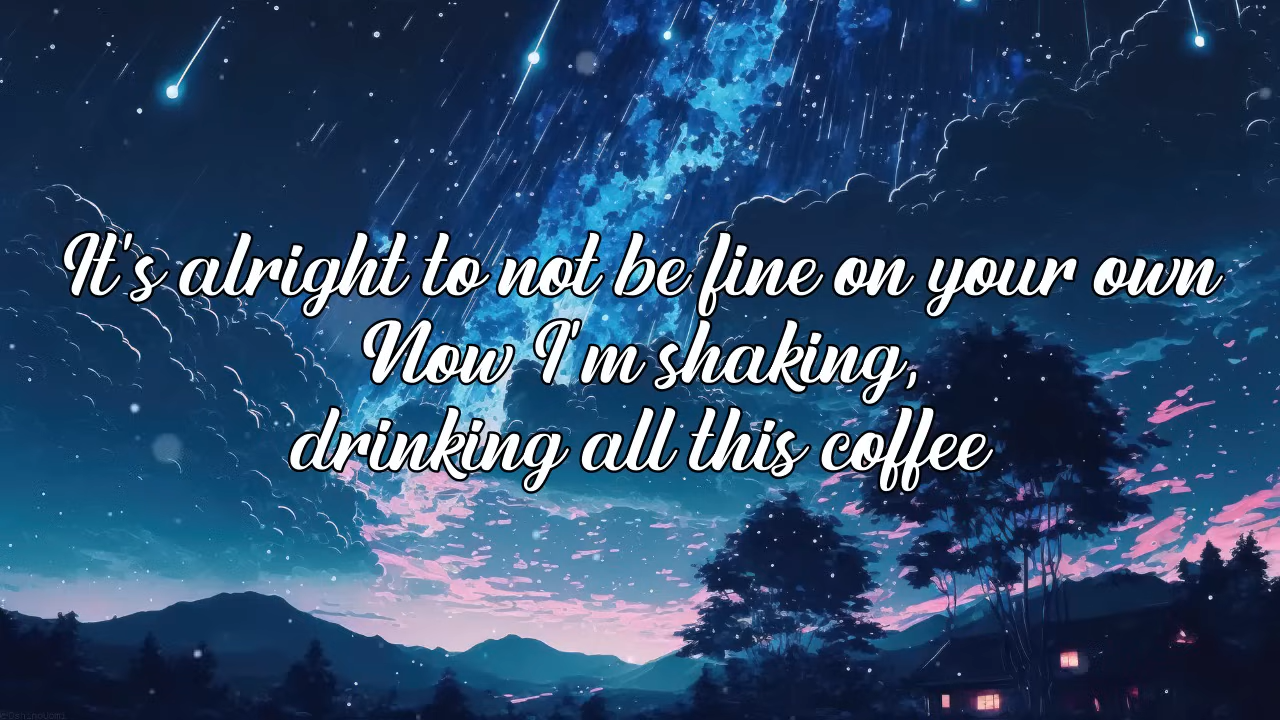 It's alright to not be fine on your own
Now I'm shaking,
drinking all this coffee